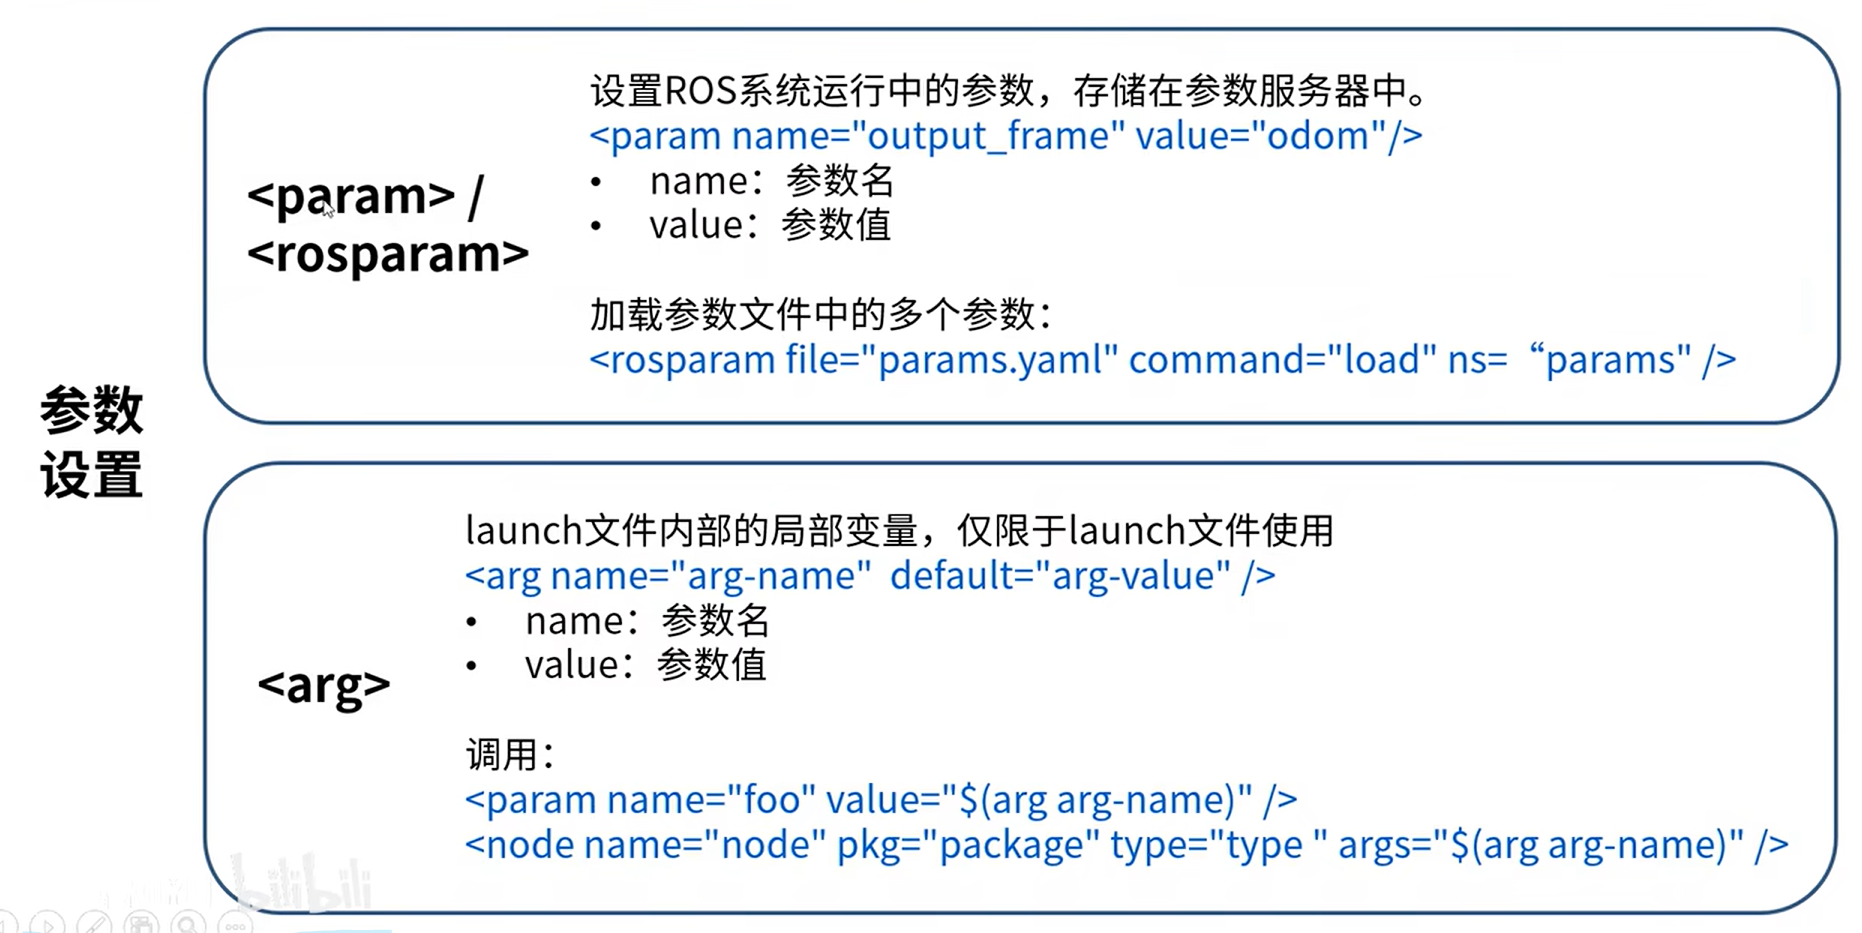 参数
设置
<param> /
<rosparam>
设置ROS系统运行中的参数，存储在参数服务器中。
<param name="output_frame" value="odom"/>
• name：参数名
• value：参数值
加载参数文件中的多个参数：
<rosparam file="params.yaml" command="load" ns=“params" />
<arg>
launch文件内部的局部变量，仅限于launch文件使用
<arg name="arg-name" default="arg-value" />
• name：参数名
• value：参数值
调用：
<param name="foo" value="$(arg arg-name)" />
<node name="node" pkg="package" type="type " args="$(arg arg-name)" />
bilibili